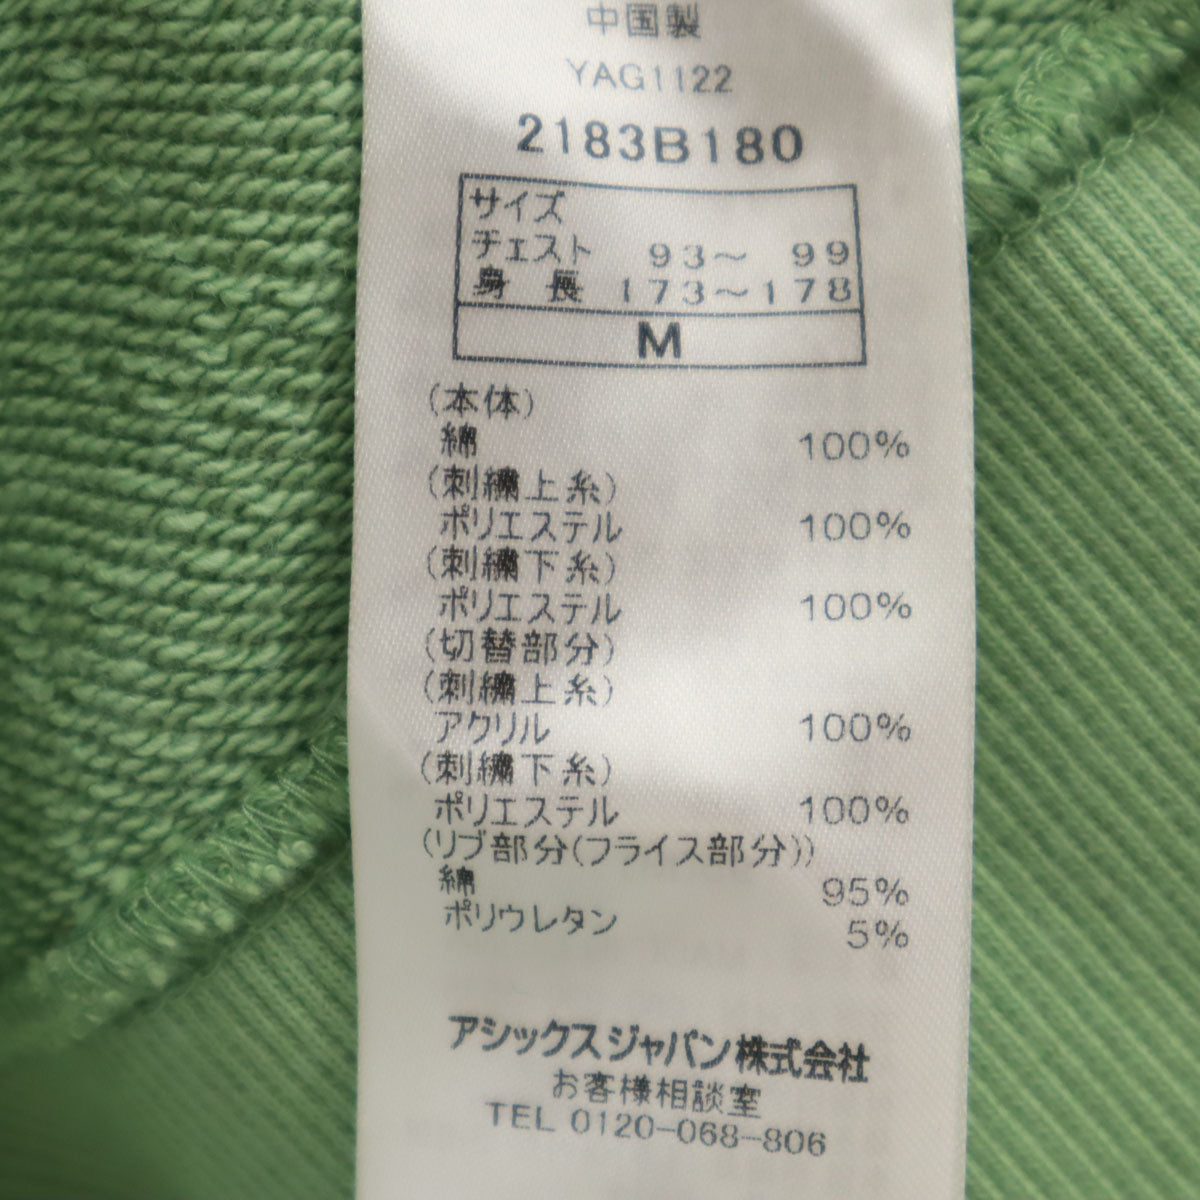 中国製
YAG1122
2183B180
サイズ
チェスト 93～ 99
身 長 173～178
M
(本体)
綿 100%
(刺繍上糸)
ポリエステル 100%
(刺繍下糸)
ポリエステル 100%
(切替部分)
(刺繍上糸)
アクリル 100%
(刺繍下糸)
ポリエステル 100%
(リブ部分(フライス部分))
綿 95%
ポリウレタン 5%
アシックスジャパン株式会社
お客様相談室
TEL 0120-068-806